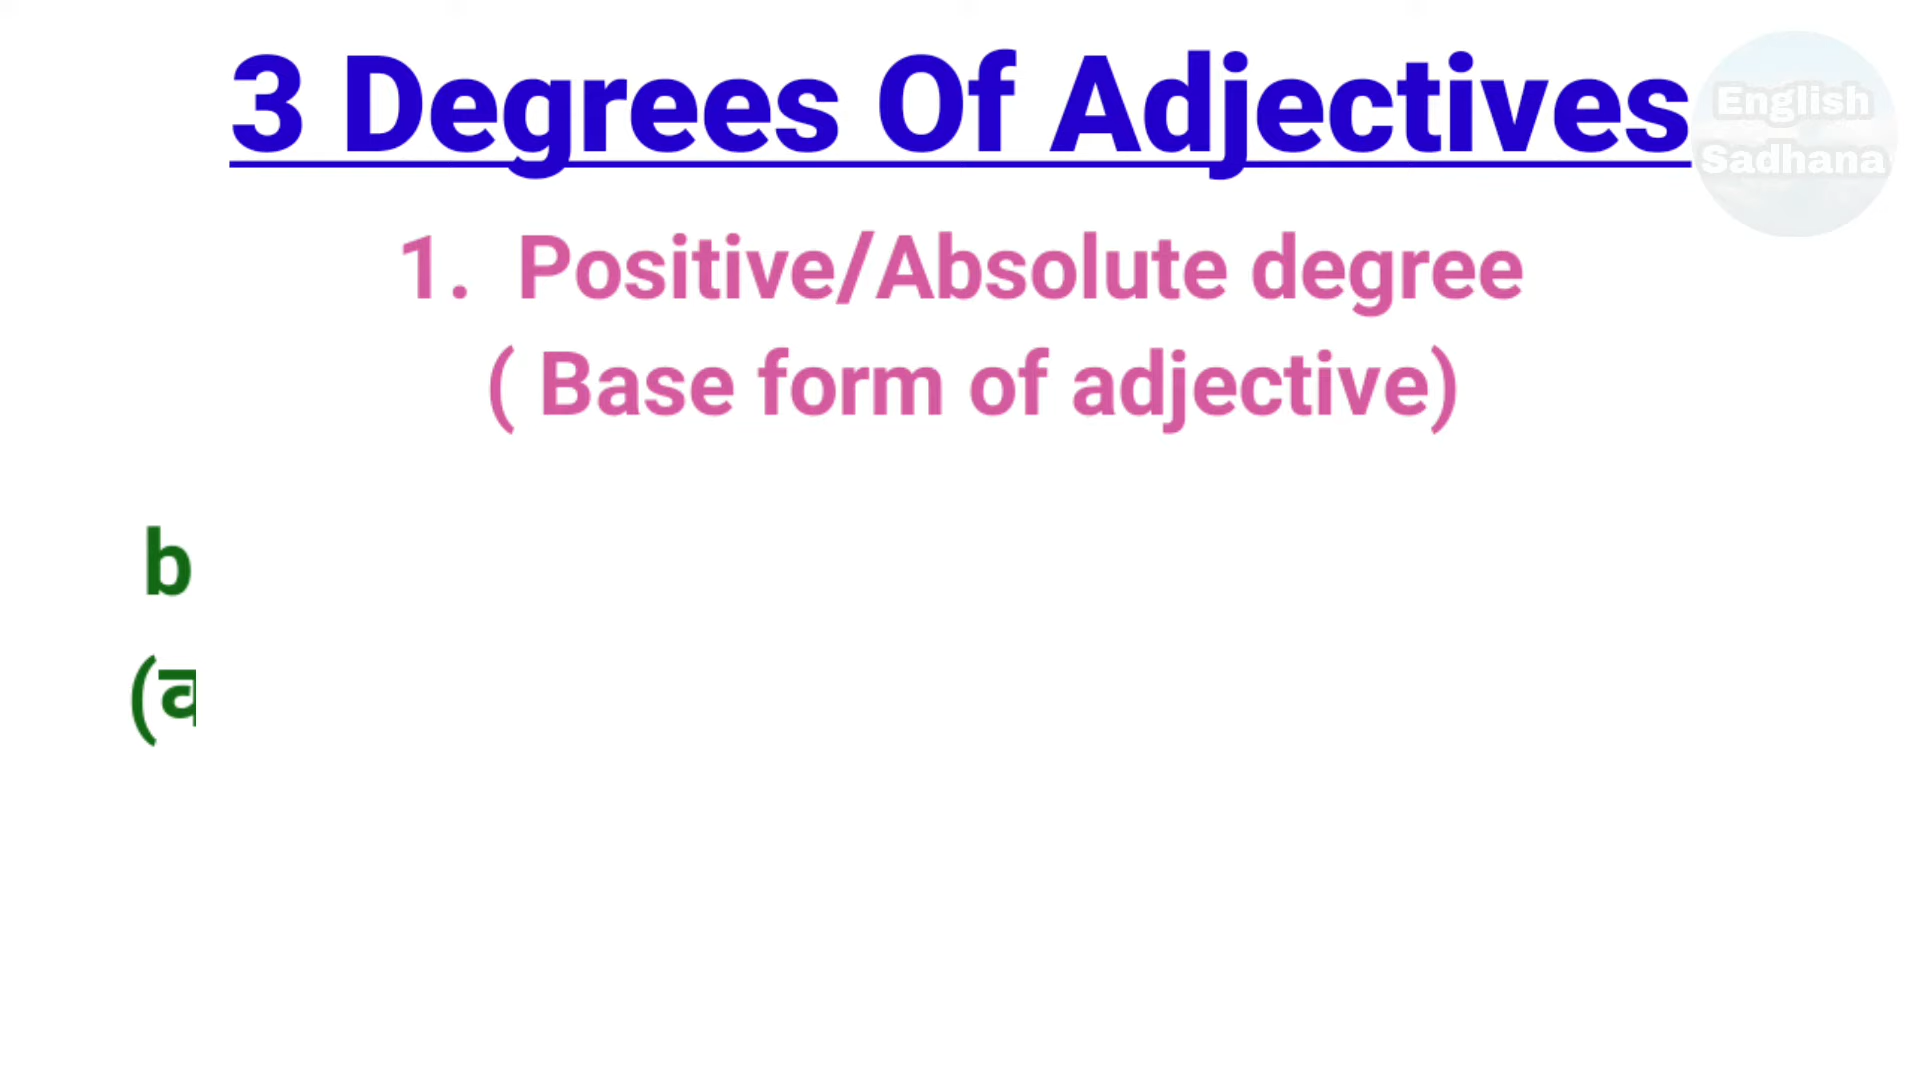 3 Degrees Of Adjectives
English
Sadhana
1. Positive/Absolute degree
( Base form of adjective)
b